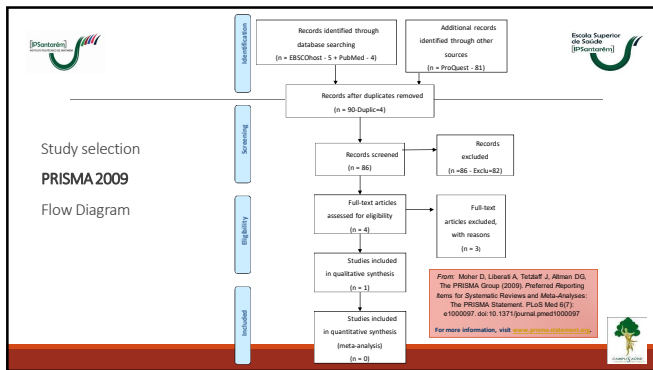 [IPSantarém]
Escola Superior
de Saúde
[IPSantarém]
Identification
Records identified through
database searching
(n = EBSCOhost - 5 + PubMed - 4)
Additional records
identified through other
sources
(n = ProQuest - 81)
Records after duplicates removed
(n = 90-Duplic=4)
Study selection
PRISMA 2009
Flow Diagram
Screening
Records screened
(n = 86)
Records
excluded
(n =86 - Exclu=82)
Eligibility
Full-text articles
assessed for eligibility
(n = 4)
Full-text
articles excluded,
with reasons
(n = 3)
Studies included
in qualitative synthesis
(n = 1)
Included
Studies included
in quantitative synthesis
(meta-analysis)
(n = 0)
From: Moher D, Liberati A, Tetzlaff J, Altman DG,
The PRISMA Group (2009). Preferred Reporting
Items for Systematic Reviews and Meta-Analyses:
The PRISMA Statement. PLoS Med 6(7):
e1000097. doi:10.1371/journal.pmed1000097
For more information, visit www.prisma-statement.org.